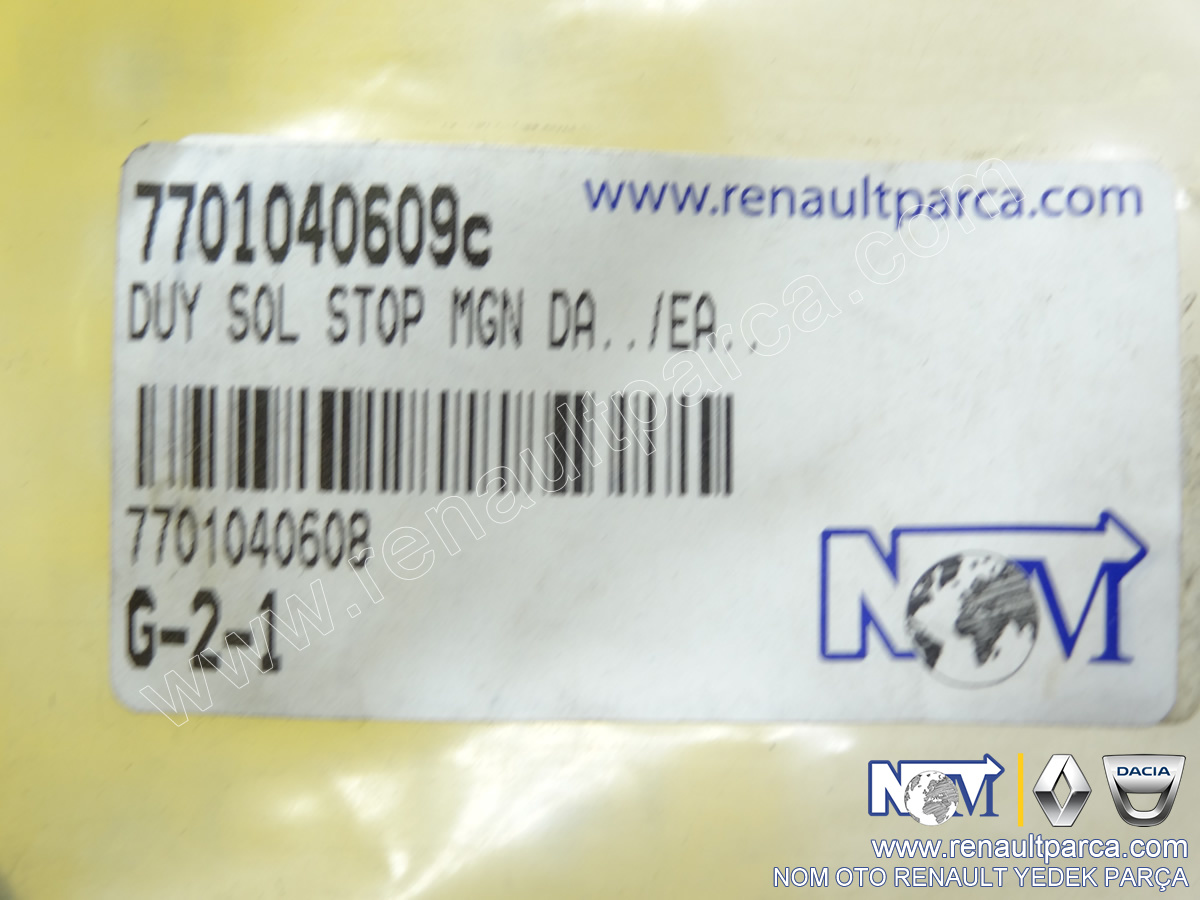 7701040609c
www.renaultparca.com
DUY SOL STOP MGN DA../EA..
7701040608
G-2-1
NOM
www.renaultparca.com
NOM
DACIA
www.renaultparca.com
NOM OTO RENAULT YEDEK PARÇA